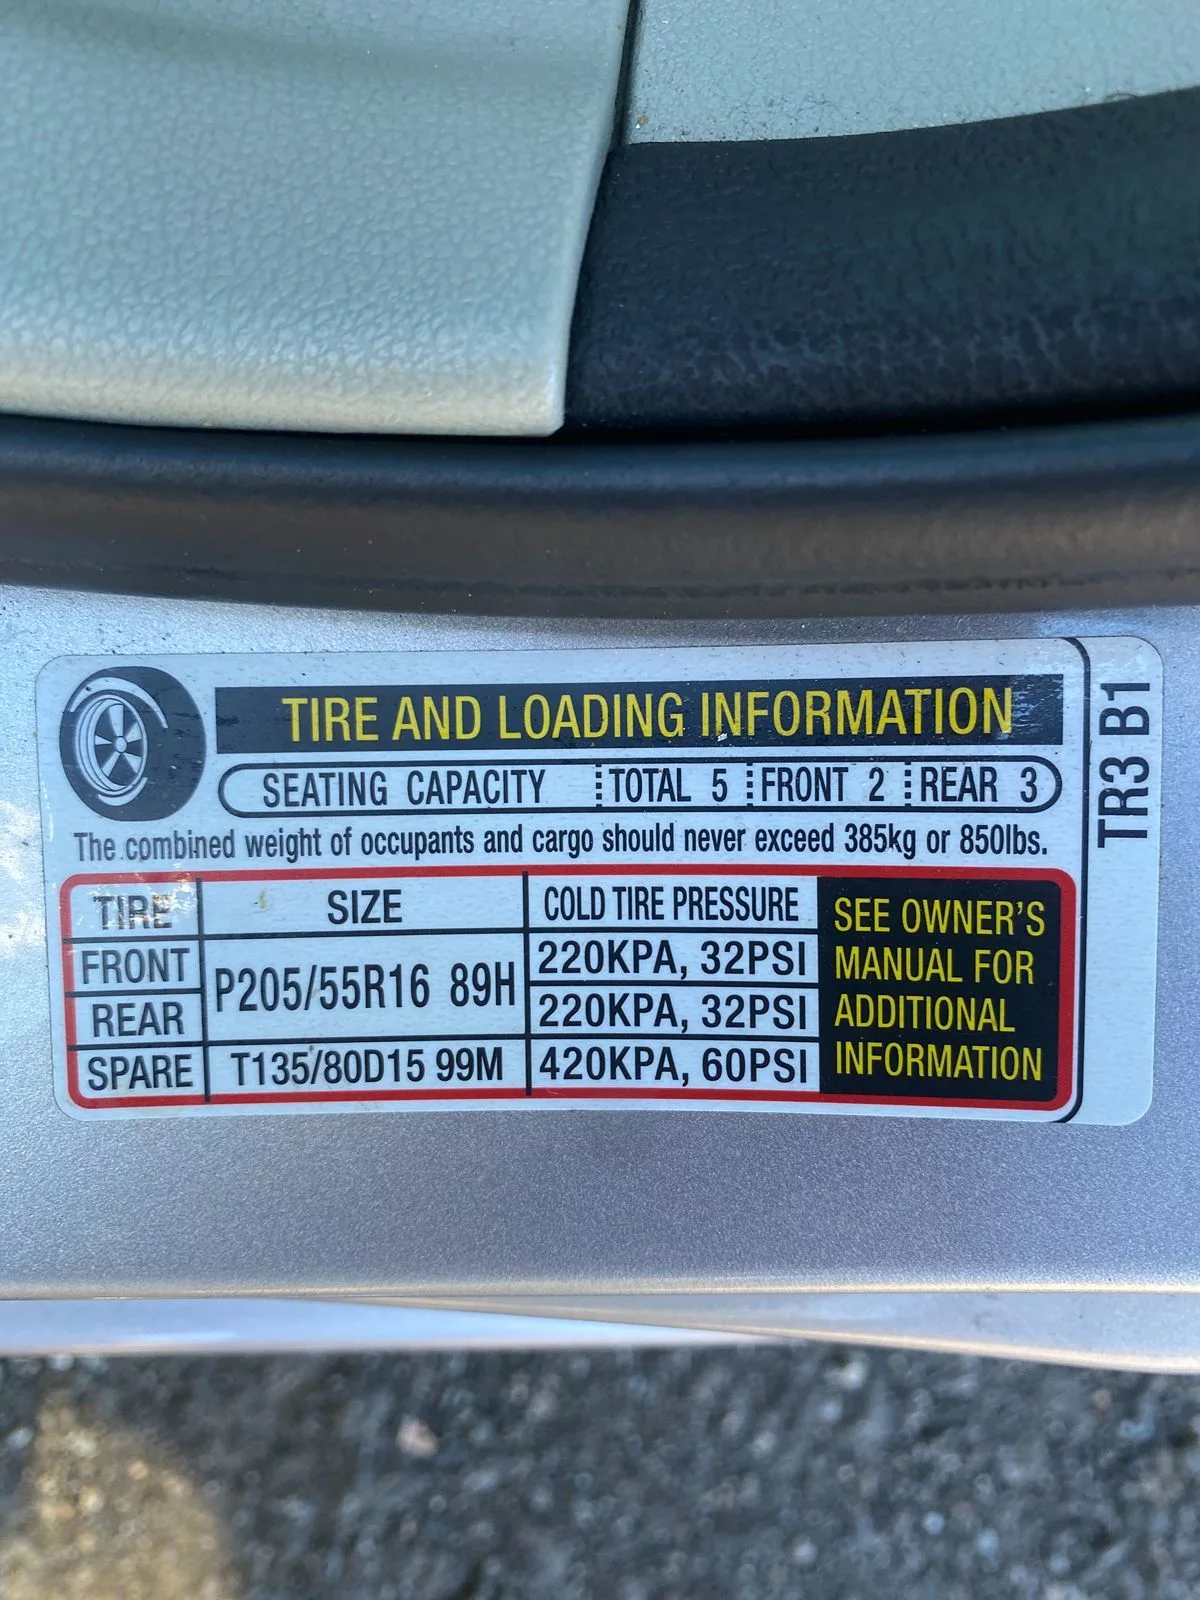 TIRE AND LOADING INFORMATION
SEATING CAPACITY TOTAL 5 FRONT 2 REAR 3
The combined weight of occupants and cargo should never exceed 385kg or 850lbs.
TIRE SIZE COLD TIRE PRESSURE
FRONT P205/55R16 89H 220KPA, 32PSI
REAR 220KPA, 32PSI
SPARE T135/80D15 99M 420KPA, 60PSI
SEE OWNER'S
MANUAL FOR
ADDITIONAL
INFORMATION
TR3 B1